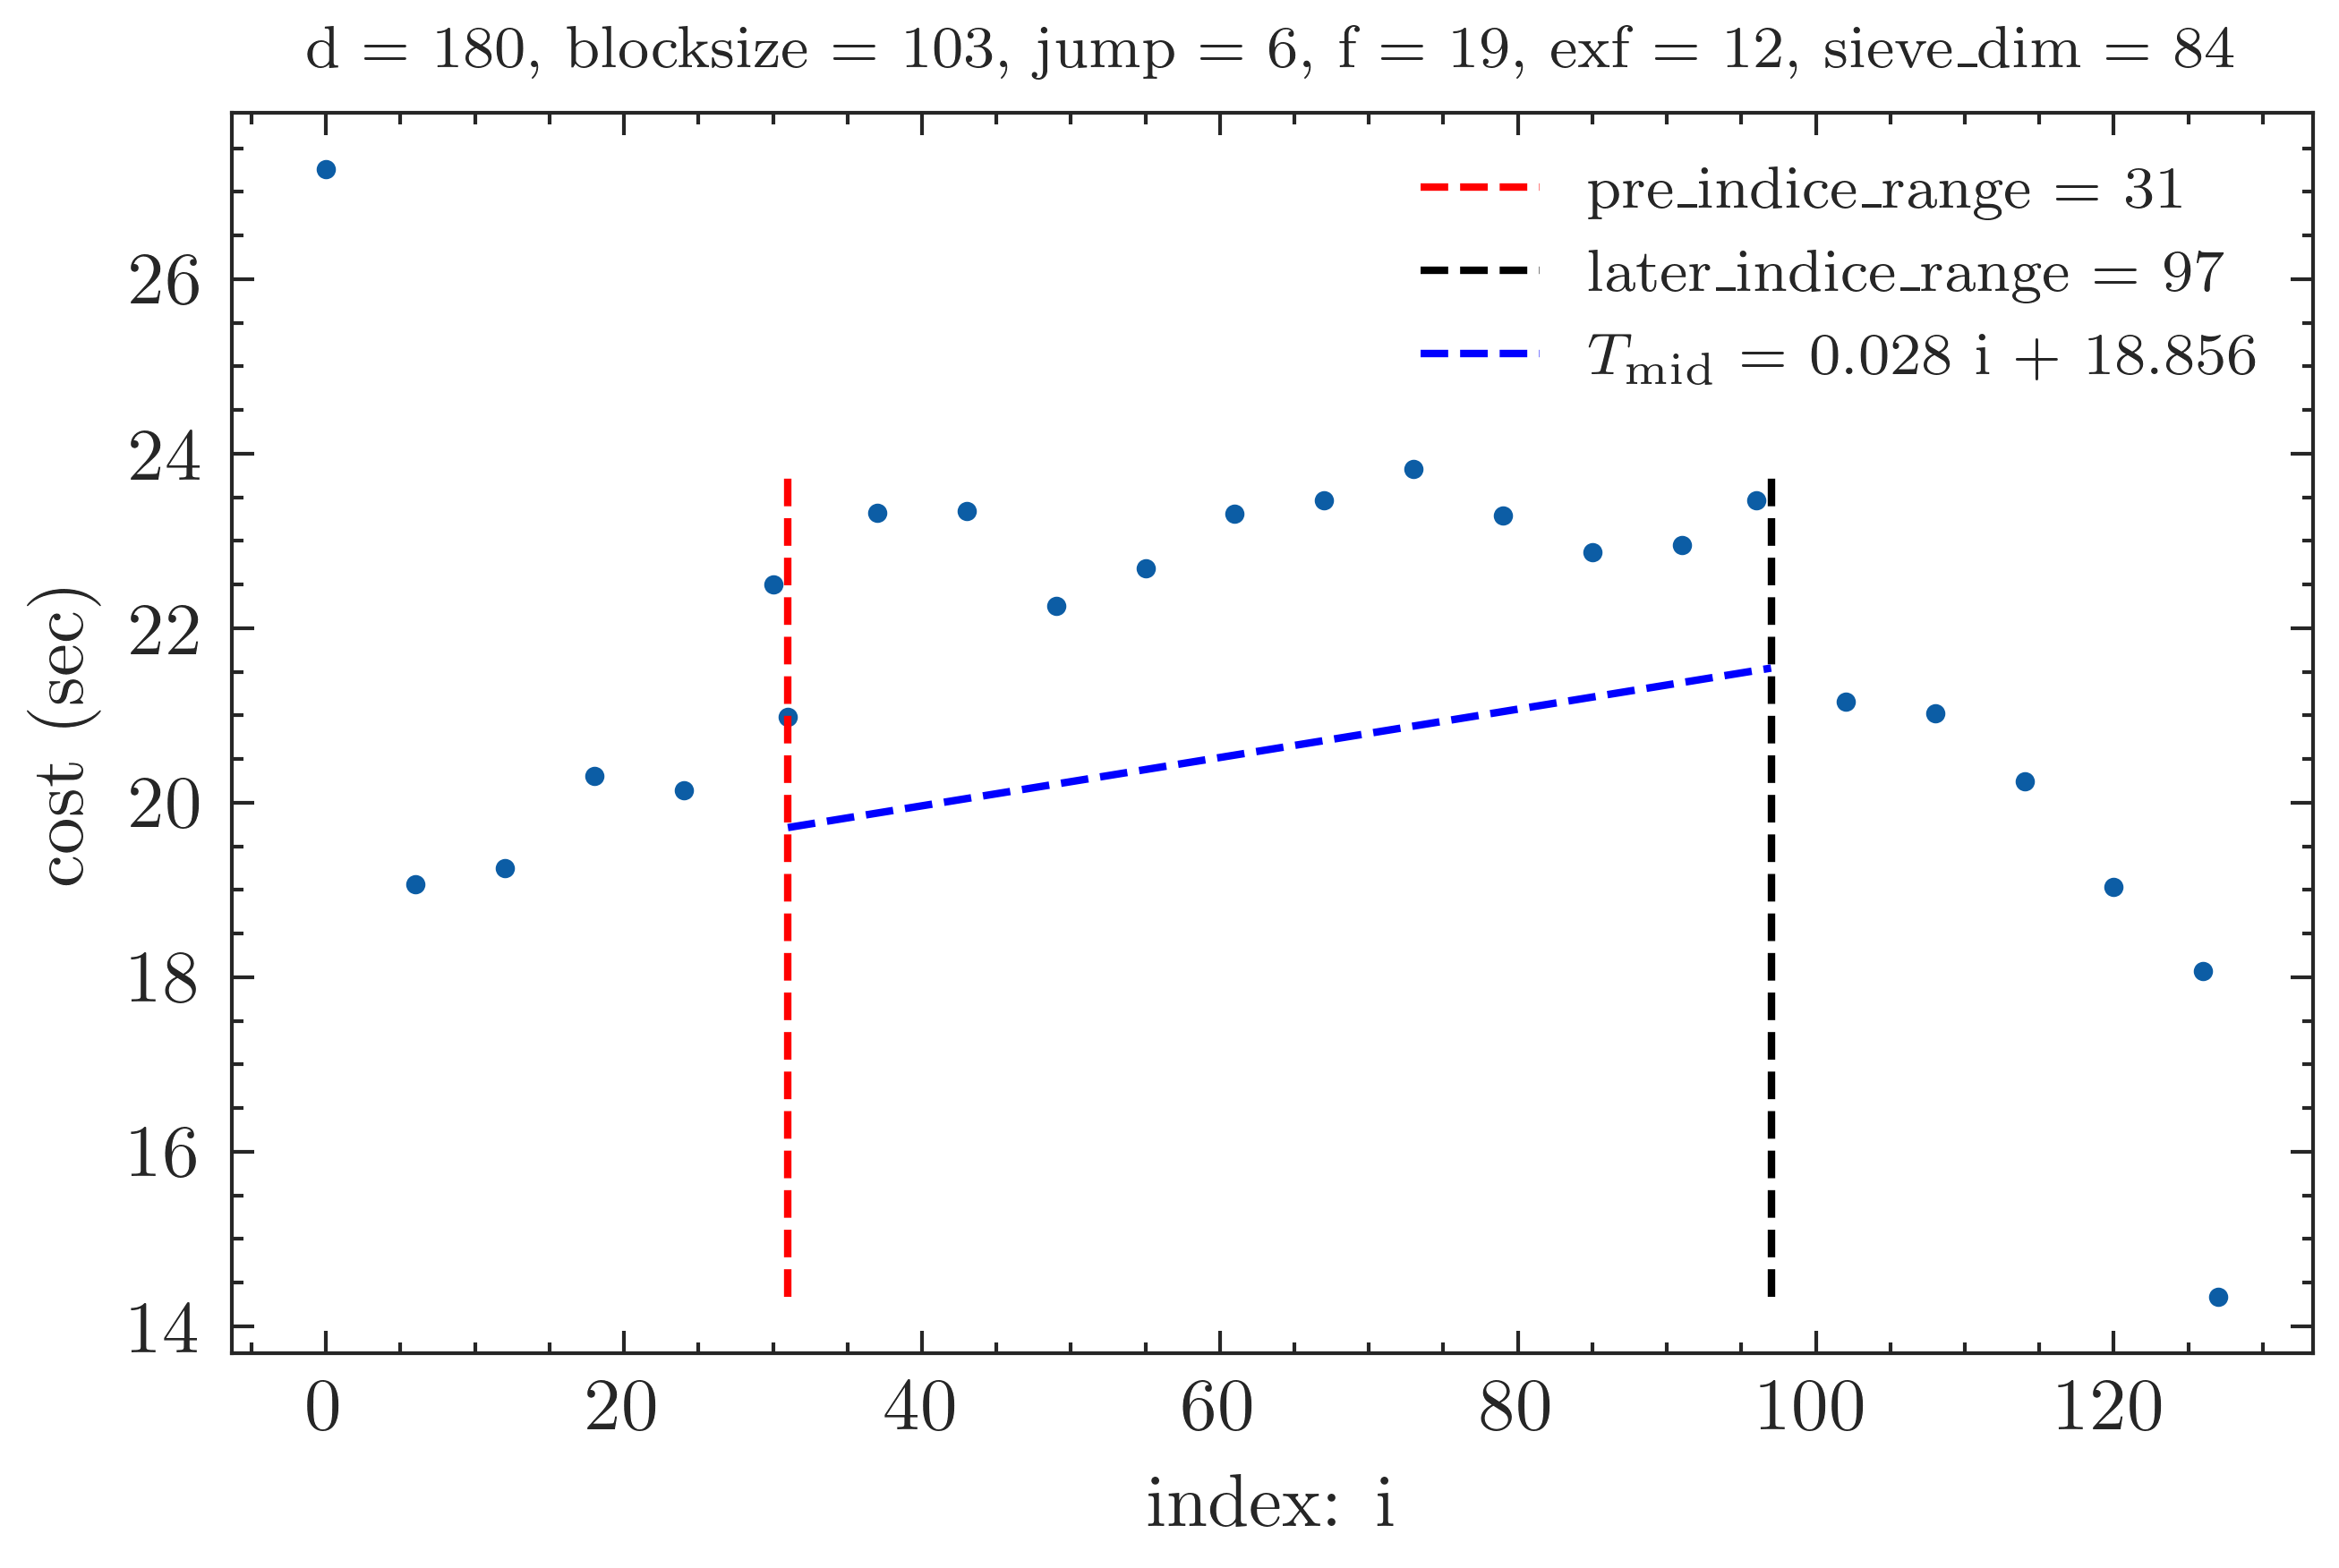 d = 180, blocksize = 103, jump = 6, f = 19, exf = 12, sieve_dim = 84
pre_indice_range = 31
later_indice_range = 97
T_mid = 0.028 i + 18.856
26
24
22
20
18
16
14
cost (sec)
0 20 40 60 80 100 120
index: i